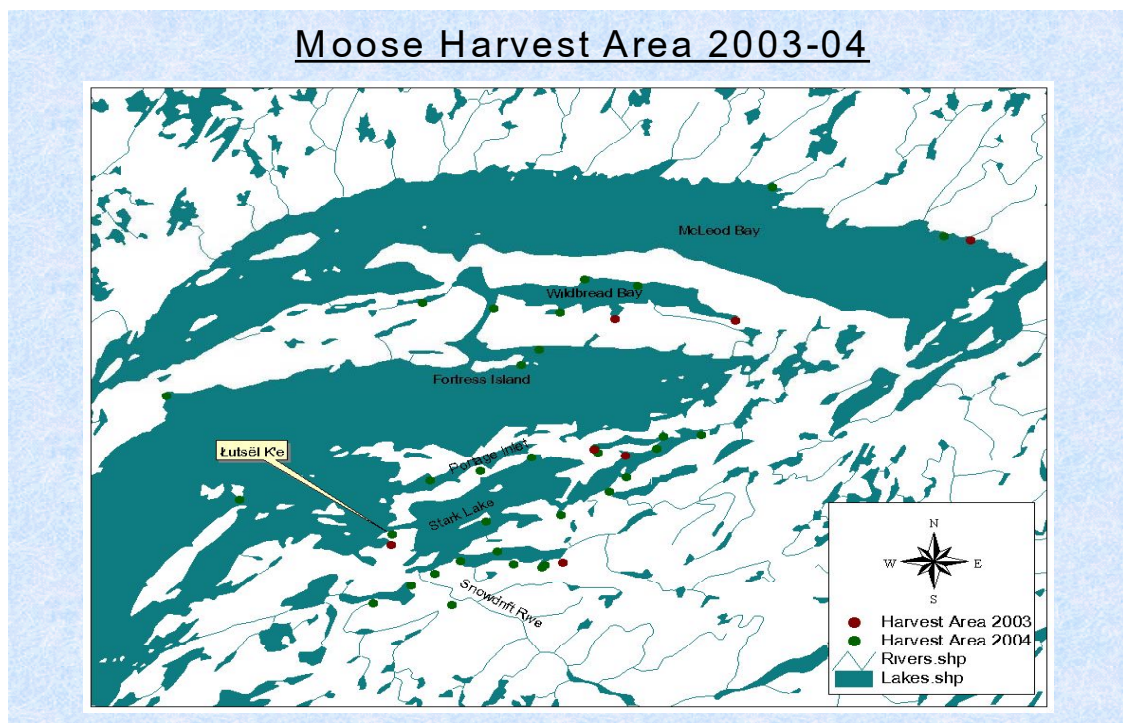 Moose Harvest Area 2003-04
McLeod Bay
Wildbread Bay
Fortress Island
Łutsël K'e
Portage Inlet
Stark Lake
Snowdrift Rive
N
W E
S
Harvest Area 2003
Harvest Area 2004
Rivers.shp
Lakes.shp